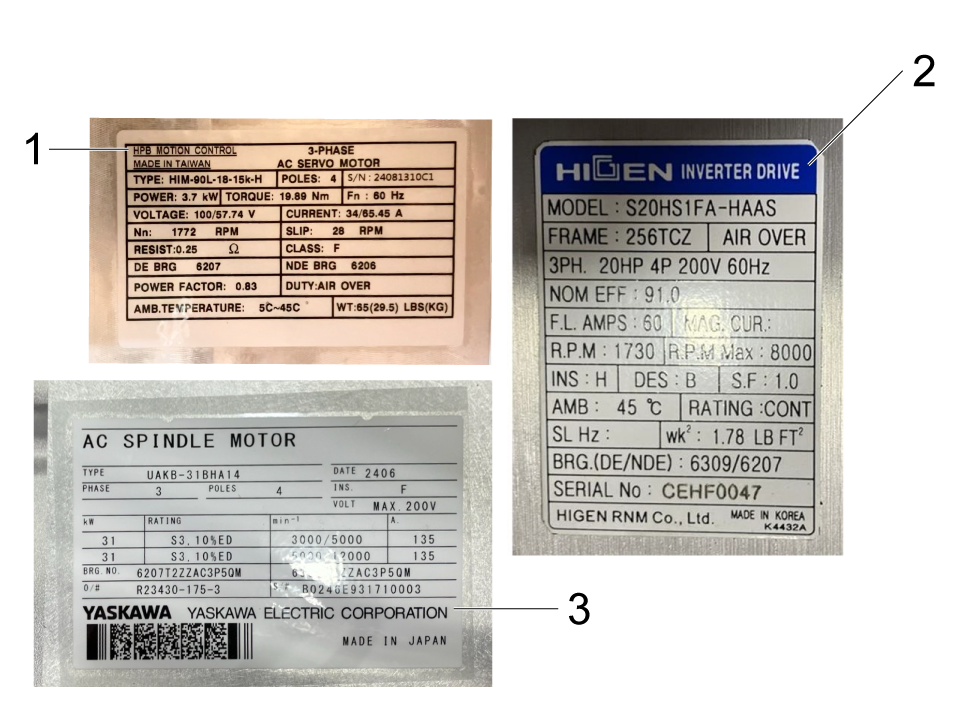 1
HPB MOTION CONTROL 3-PHASE
MADE IN TAIWAN AC SERVO MOTOR
TYPE: HIM-90L-18-15k-H POLES: 4 S/N : 24081310C1
POWER: 3.7 kW TORQUE: 19.89 Nm Fn : 60 Hz
VOLTAGE: 100/57.74 V CURRENT: 34/65.45 A
Nn: 1772 RPM SLIP: 28 RPM
RESIST:0.25 Ω CLASS: F
DE BRG 6207 NDE BRG 6206
POWER FACTOR: 0.83 DUTY:AIR OVER
AMB.TEMPERATURE: 5C~45C WT:65(29.5) LBS(KG)
2
HIGEN INVERTER DRIVE
MODEL : S20HS1FA-HAAS
FRAME : 256TCZ AIR OVER
3PH. 20HP 4P 200V 60Hz
NOM EFF : 91.0
F.L. AMPS : 60 MAG. CUR.:
R.P.M : 1730 R.P.M Max : 8000
INS : H DES : B S.F : 1.0
AMB : 45 ℃ RATING :CONT
SL Hz : wk² : 1.78 LB FT²
BRG.(DE/NDE) : 6309/6207
SERIAL No : CEHF0047
HIGEN RNM Co., Ltd. MADE IN KOREA
K4432A
3
AC SPINDLE MOTOR
TYPE UAKB-31BHA14 DATE 2406
PHASE 3 POLES 4 INS. F
VOLT MAX. 200V
kW RATING min⁻¹ A.
31 S3, 10%ED 3000/5000 135
31 S3, 10%ED 135
BRG. NO. 6207T2ZZAC3P5QM
O/# R23430-175-3
YASKAWA YASKAWA ELECTRIC CORPORATION
MADE IN JAPAN